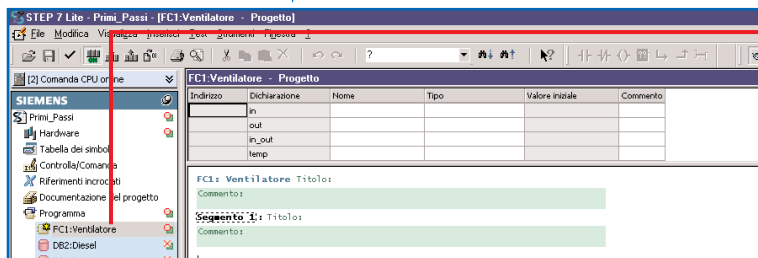 STEP 7 Lite - Primi_Passi - [FC1:Ventilatore - Progetto]
File Modifica Visualizza Inserisci Test Strumenti Finestra ?
?
[2] Comanda CPU online
FC1:Ventilatore - Progetto
SIEMENS
Indirizzo Dichiarazione Nome Tipo Valore iniziale Commento
in
out
in_out
temp
Primi_Passi
Hardware
Tabella dei simboli
Controlla/Comanda
Riferimenti incrociati
Documentazione del progetto
Programma
FC1:Ventilatore
DB2:Diesel
FC1: Ventilatore Titolo:
Commento:
Segmento 1: Titolo:
Commento: